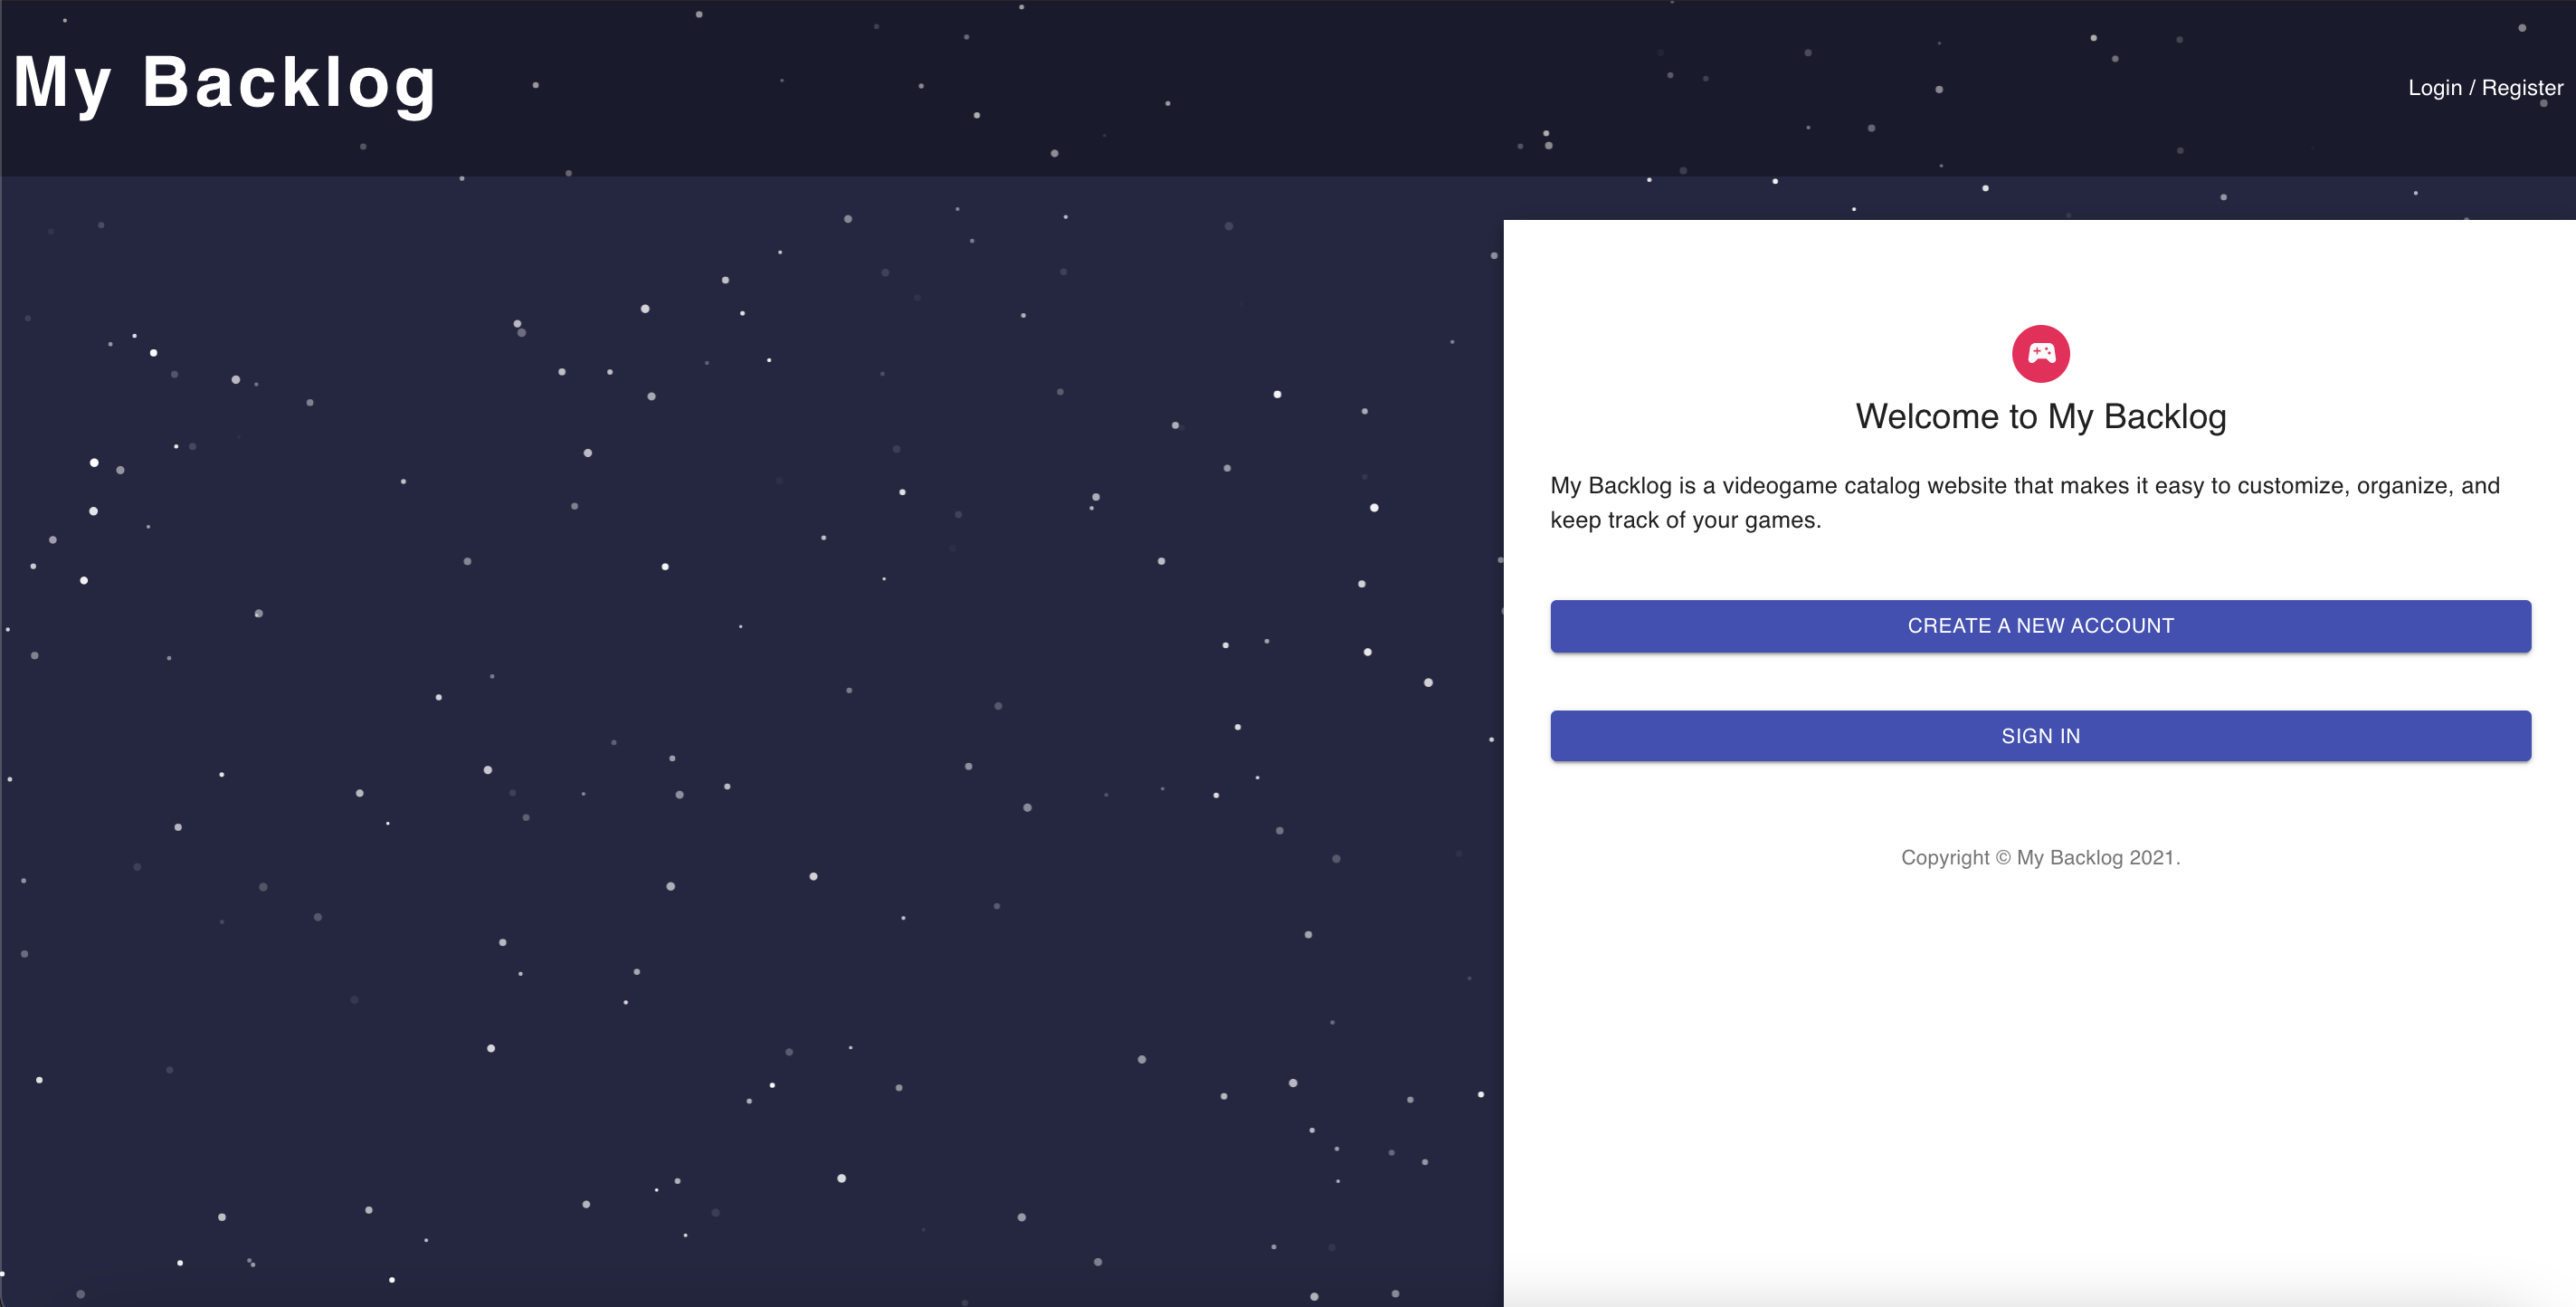 My Backlog
Login / Register
Welcome to My Backlog
My Backlog is a videogame catalog website that makes it easy to customize, organize, and
keep track of your games.
CREATE A NEW ACCOUNT
SIGN IN
Copyright © My Backlog 2021.